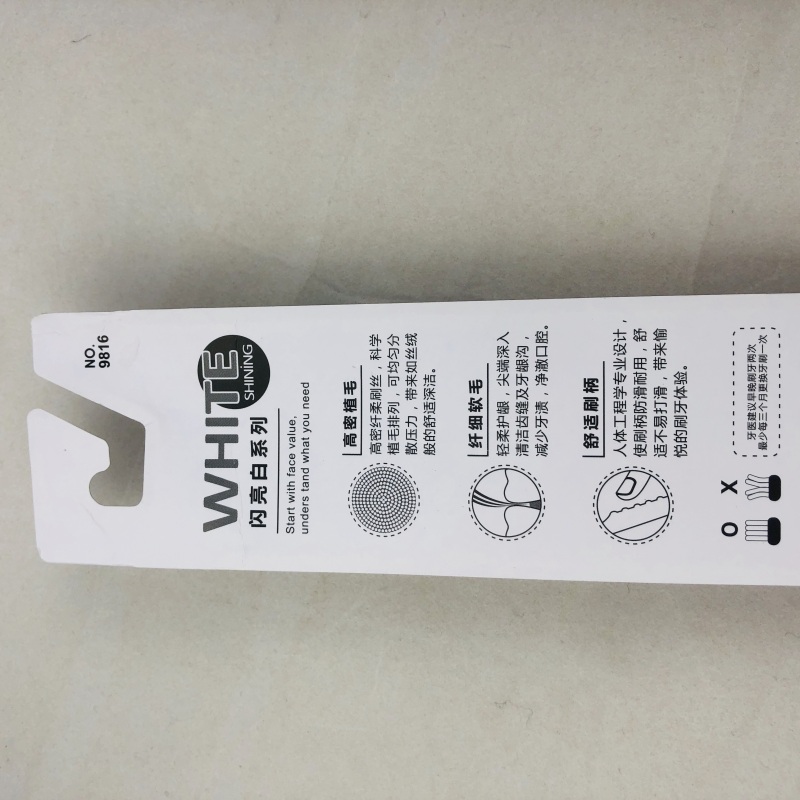 NO.
9816
WHITE
SHINING
闪亮白系列
Start with face value,
unders tand what you need
高密植毛
高密纤柔刷丝，科学
植毛排列，可均匀分
散压力，带来如丝绒
般的舒适深洁。
纤细软毛
轻柔护龈，尖端深入
清洁齿缝及牙龈沟，
减少牙渍，净澈口腔。
舒适刷柄
人体工程学专业设计，
使刷柄防滑耐用，舒
适不易打滑，带来愉
悦的刷牙体验。
O X
牙医建议早晚刷牙两次
最少每三个月更换牙刷一次